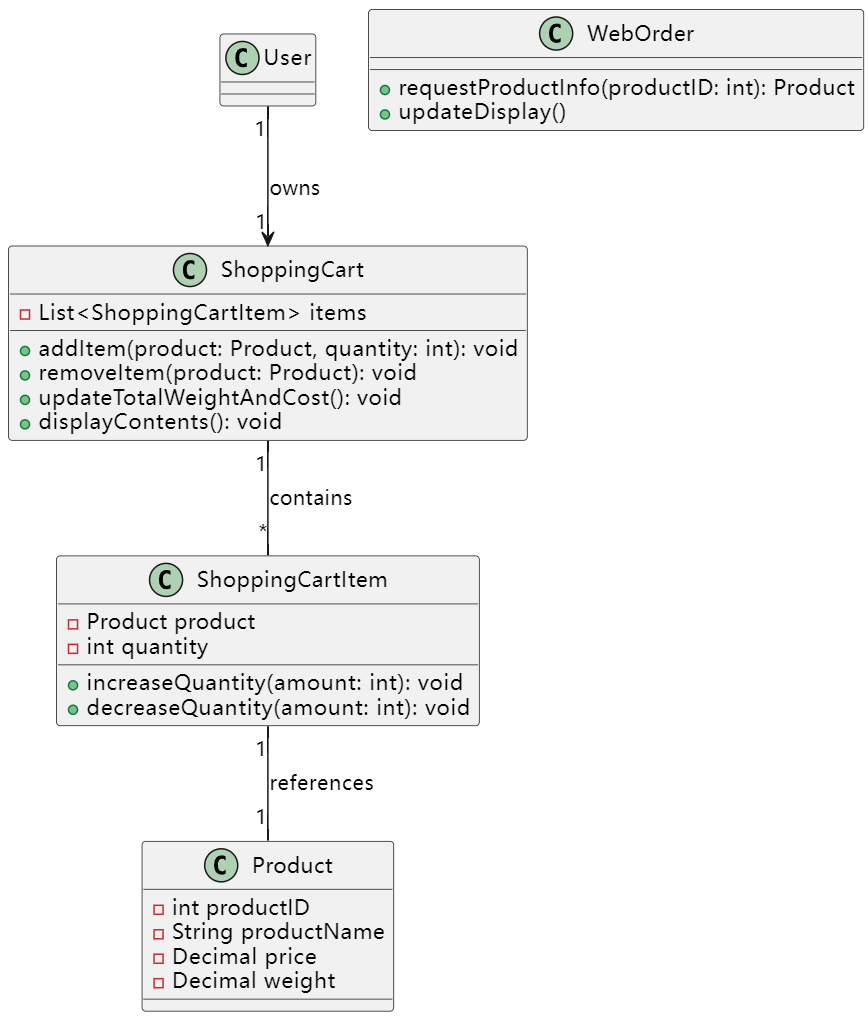 C User
C WebOrder
requestProductInfo(productID: int): Product
updateDisplay()
1
owns
1
C ShoppingCart
List<ShoppingCartItem> items
addItem(product: Product, quantity: int): void
removeItem(product: Product): void
updateTotalWeightAndCost(): void
displayContents(): void
1
contains
*
C ShoppingCartItem
Product product
int quantity
increaseQuantity(amount: int): void
decreaseQuantity(amount: int): void
1
references
1
C Product
int productID
String productName
Decimal price
Decimal weight